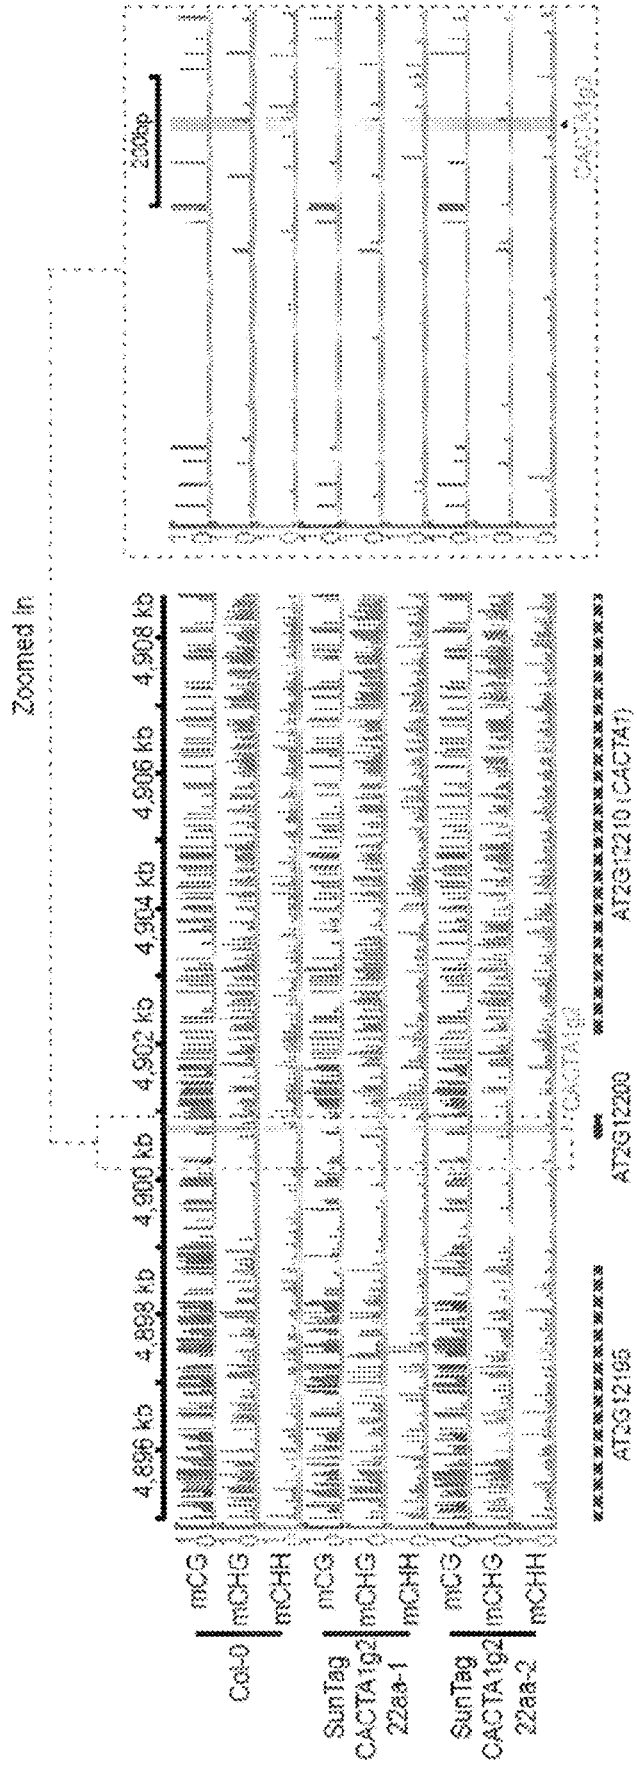 Zoomed in
4,896 kb 4,898 kb 4,900 kb 4,902 kb 4,904 kb 4,906 kb 4,908 kb
200bp
Col-0
mCG
mCHG
mCHH
SunTag
CACTA1g2
22aa-1
mCG
mCHG
mCHH
SunTag
CACTA1g2
22aa-2
mCG
mCHG
mCHH
CACTA1g2
CACTA1g2
AT2G12195
AT2G12200
AT2G12210 (CACTA1)